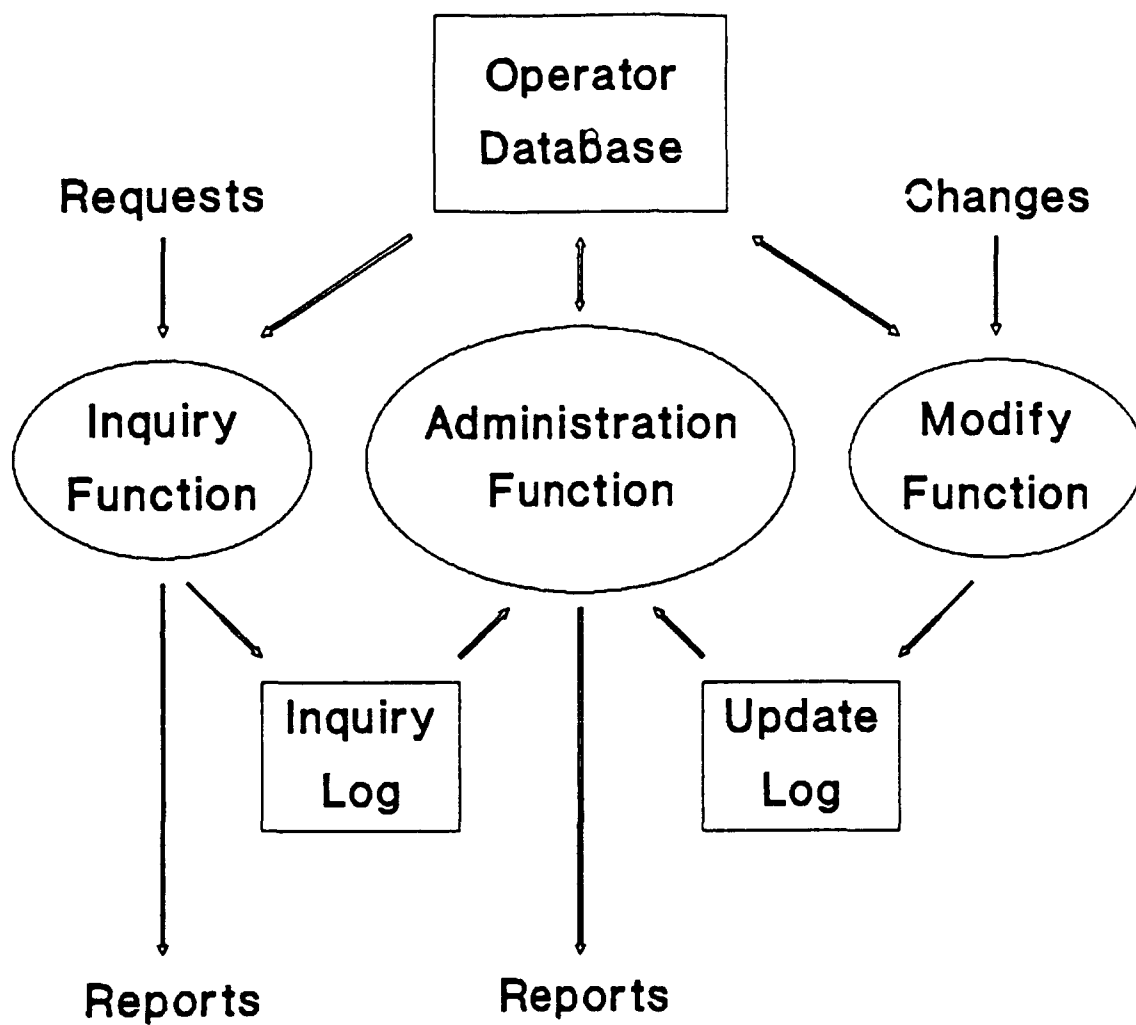 Operator
Database
Requests
Changes
Inquiry
Function
Administration
Function
Modify
Function
Inquiry
Log
Update
Log
Reports
Reports